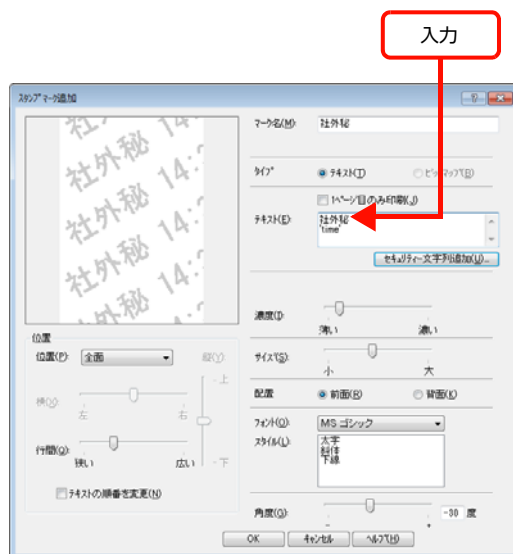 入力
スタンプマーク追加
社外秘 14:
社外秘 14:
社外秘 14:
社外秘 14:
マーク名(M): 社外秘
タイプ テキスト(T) ビットマップ(B)
1ページ目のみ印刷(J)
テキスト(E): 社外秘
'time'
セキュリティー文字列追加(U)...
濃度(I):
薄い 濃い
サイズ(S):
小 大
配置 前面(R) 背面(K)
フォント(O): MS ゴシック
スタイル(L): 太字
斜体
下線
角度(Q): -30 度
- +
位置
位置(P): 全面 縦(Y):
上
横(X):
左 右
行間(Q):
狭い 広い 下
テキストの順番を変更(N)
OK キャンセル ヘルプ(H)